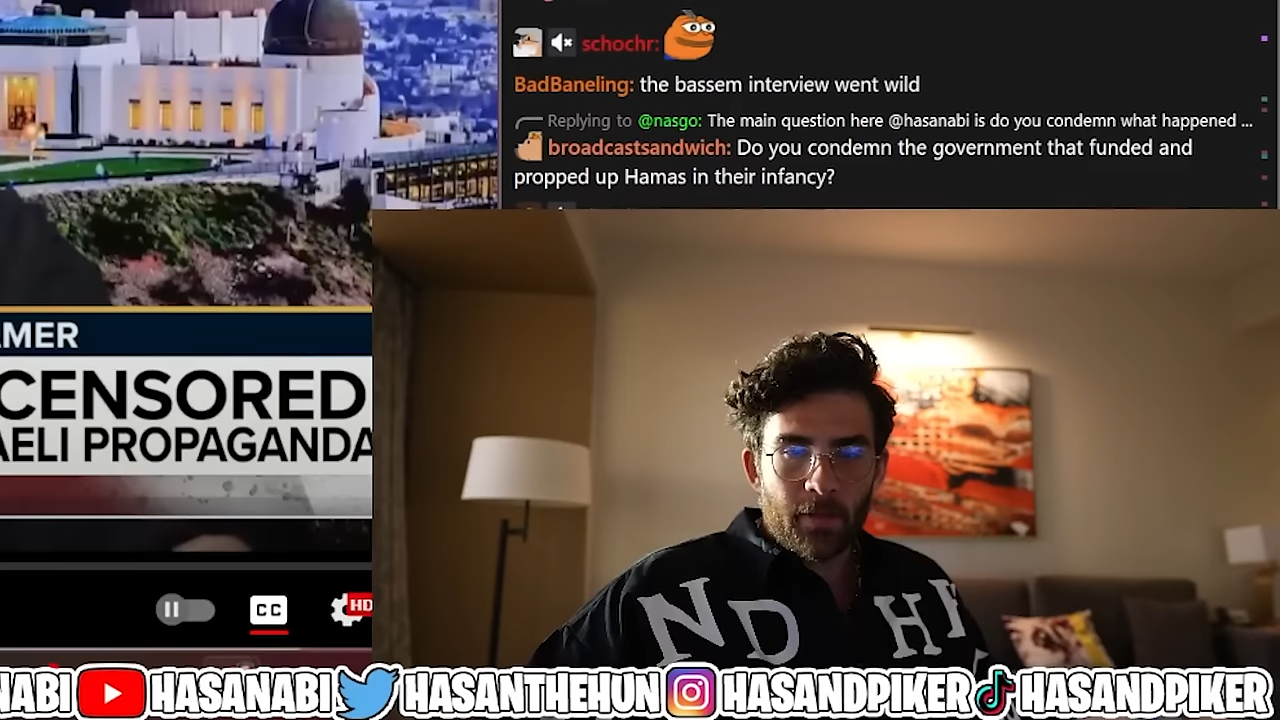 schochr:
BadBaneling: the bassem interview went wild
Replying to @nasgo: The main question here @hasanabi is do you condemn what happened ...
broadcastsandwich: Do you condemn the government that funded and
propped up Hamas in their infancy?
AMER
CENSORED
AELI PROPAGANDA
CC
HD
ND HI
NABI HASANABI HASANTHEHUN HASANDPIKER HASANDPIKER